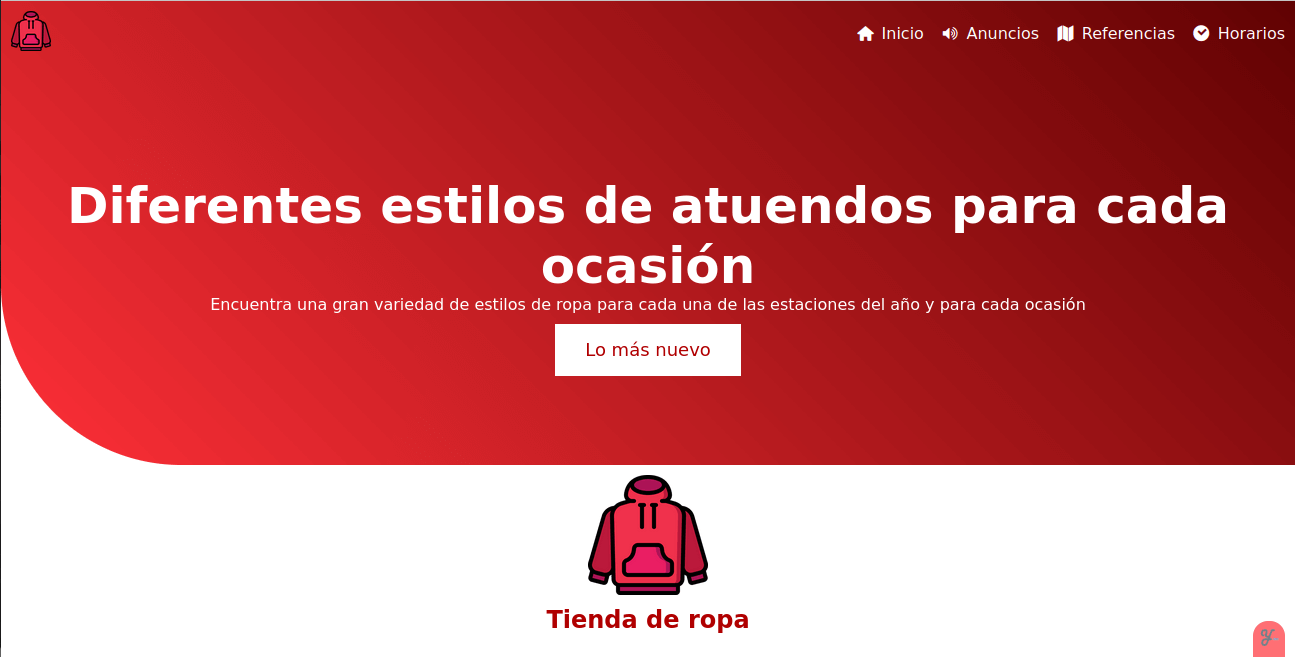 Inicio Anuncios Referencias Horarios
Diferentes estilos de atuendos para cada
ocasión
Encuentra una gran variedad de estilos de ropa para cada una de las estaciones del año y para cada ocasión
Lo más nuevo
Tienda de ropa